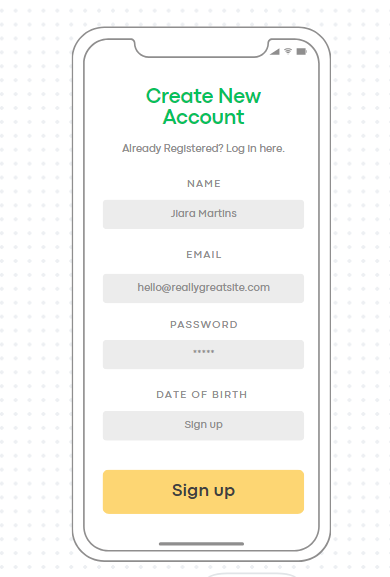 Create New
Account
Already Registered? Log in here.
NAME
Jiara Martins
EMAIL
hello@reallygreatsite.com
PASSWORD
*****
DATE OF BIRTH
Sign up
Sign up